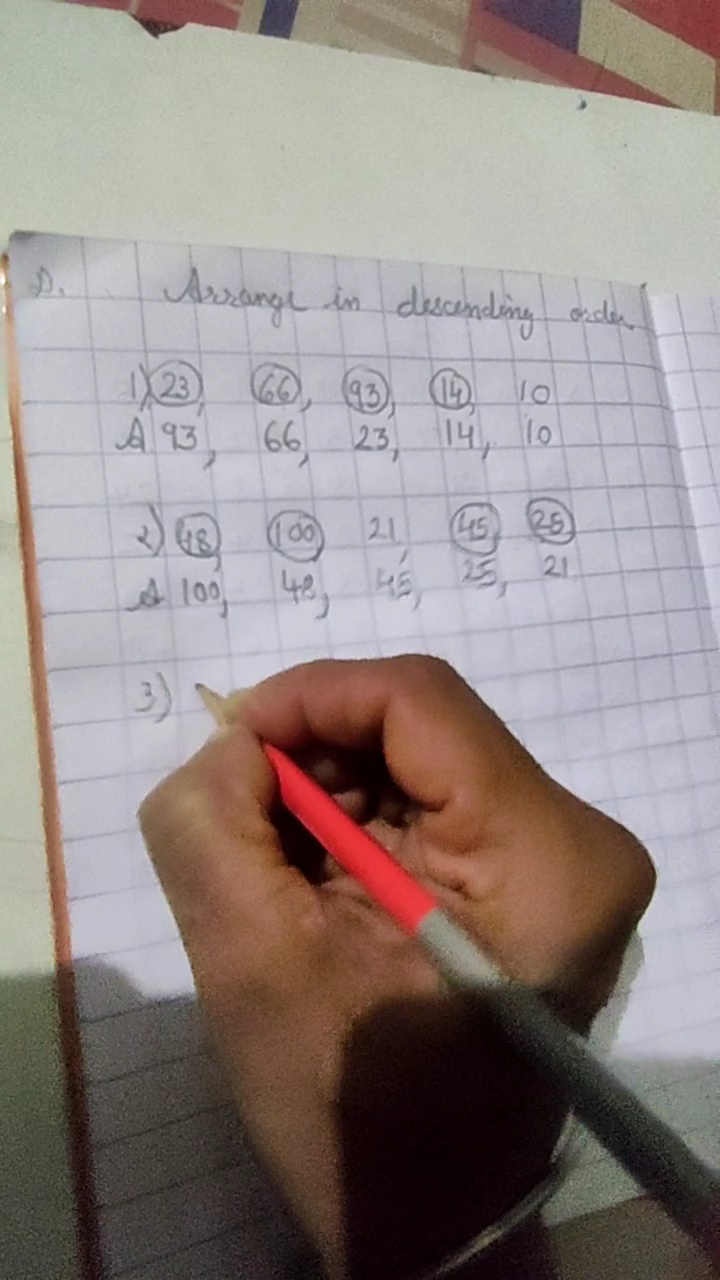 D. Arrange in descending order
1) 23, 66, 93, 14, 10
A 93, 66, 23, 14, 10
2) 48, 100 21, 45, 25
A 100, 48, 45, 25, 21
3)